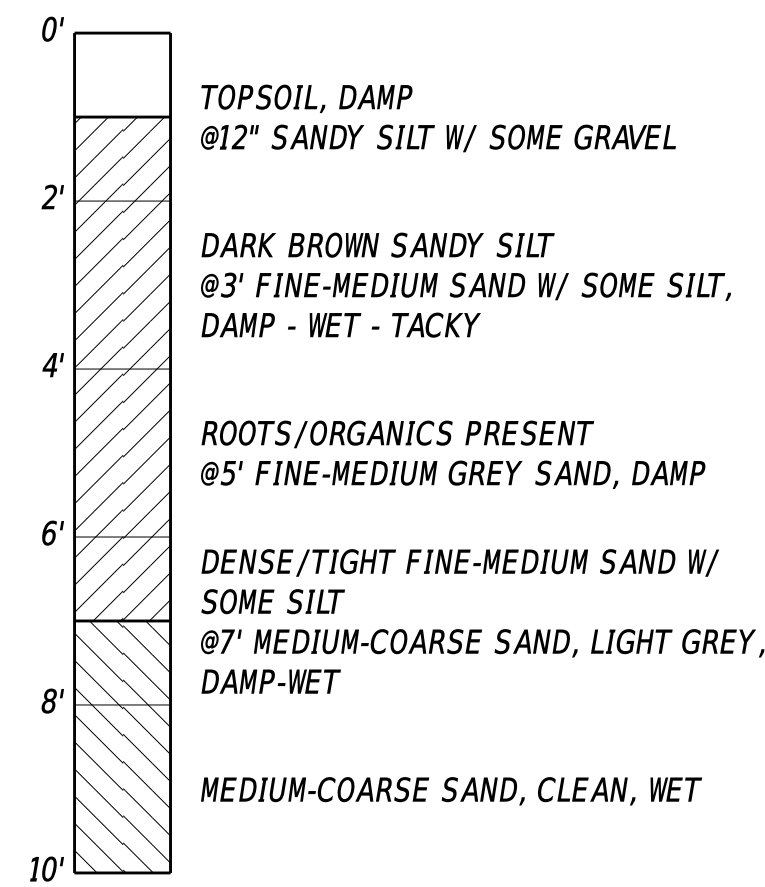 0'
TOPSOIL, DAMP
@12" SANDY SILT W/ SOME GRAVEL
2'
DARK BROWN SANDY SILT
@3' FINE-MEDIUM SAND W/ SOME SILT,
DAMP - WET - TACKY
4'
ROOTS/ORGANICS PRESENT
@5' FINE-MEDIUM GREY SAND, DAMP
6'
DENSE/TIGHT FINE-MEDIUM SAND W/
SOME SILT
@7' MEDIUM-COARSE SAND, LIGHT GREY,
DAMP-WET
8'
MEDIUM-COARSE SAND, CLEAN, WET
10'